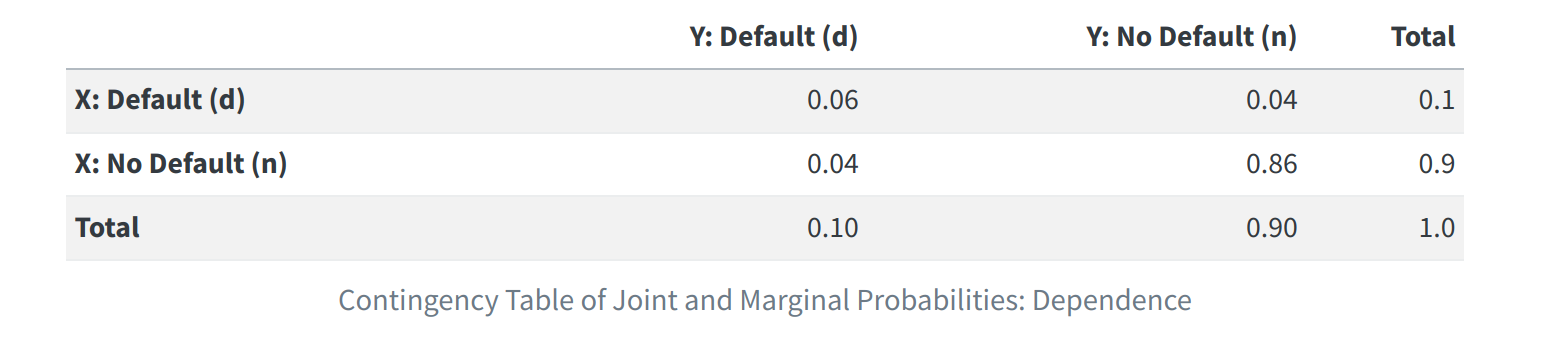 Y: Default (d) Y: No Default (n) Total
X: Default (d) 0.06 0.04 0.1
X: No Default (n) 0.04 0.86 0.9
Total 0.10 0.90 1.0
Contingency Table of Joint and Marginal Probabilities: Dependence